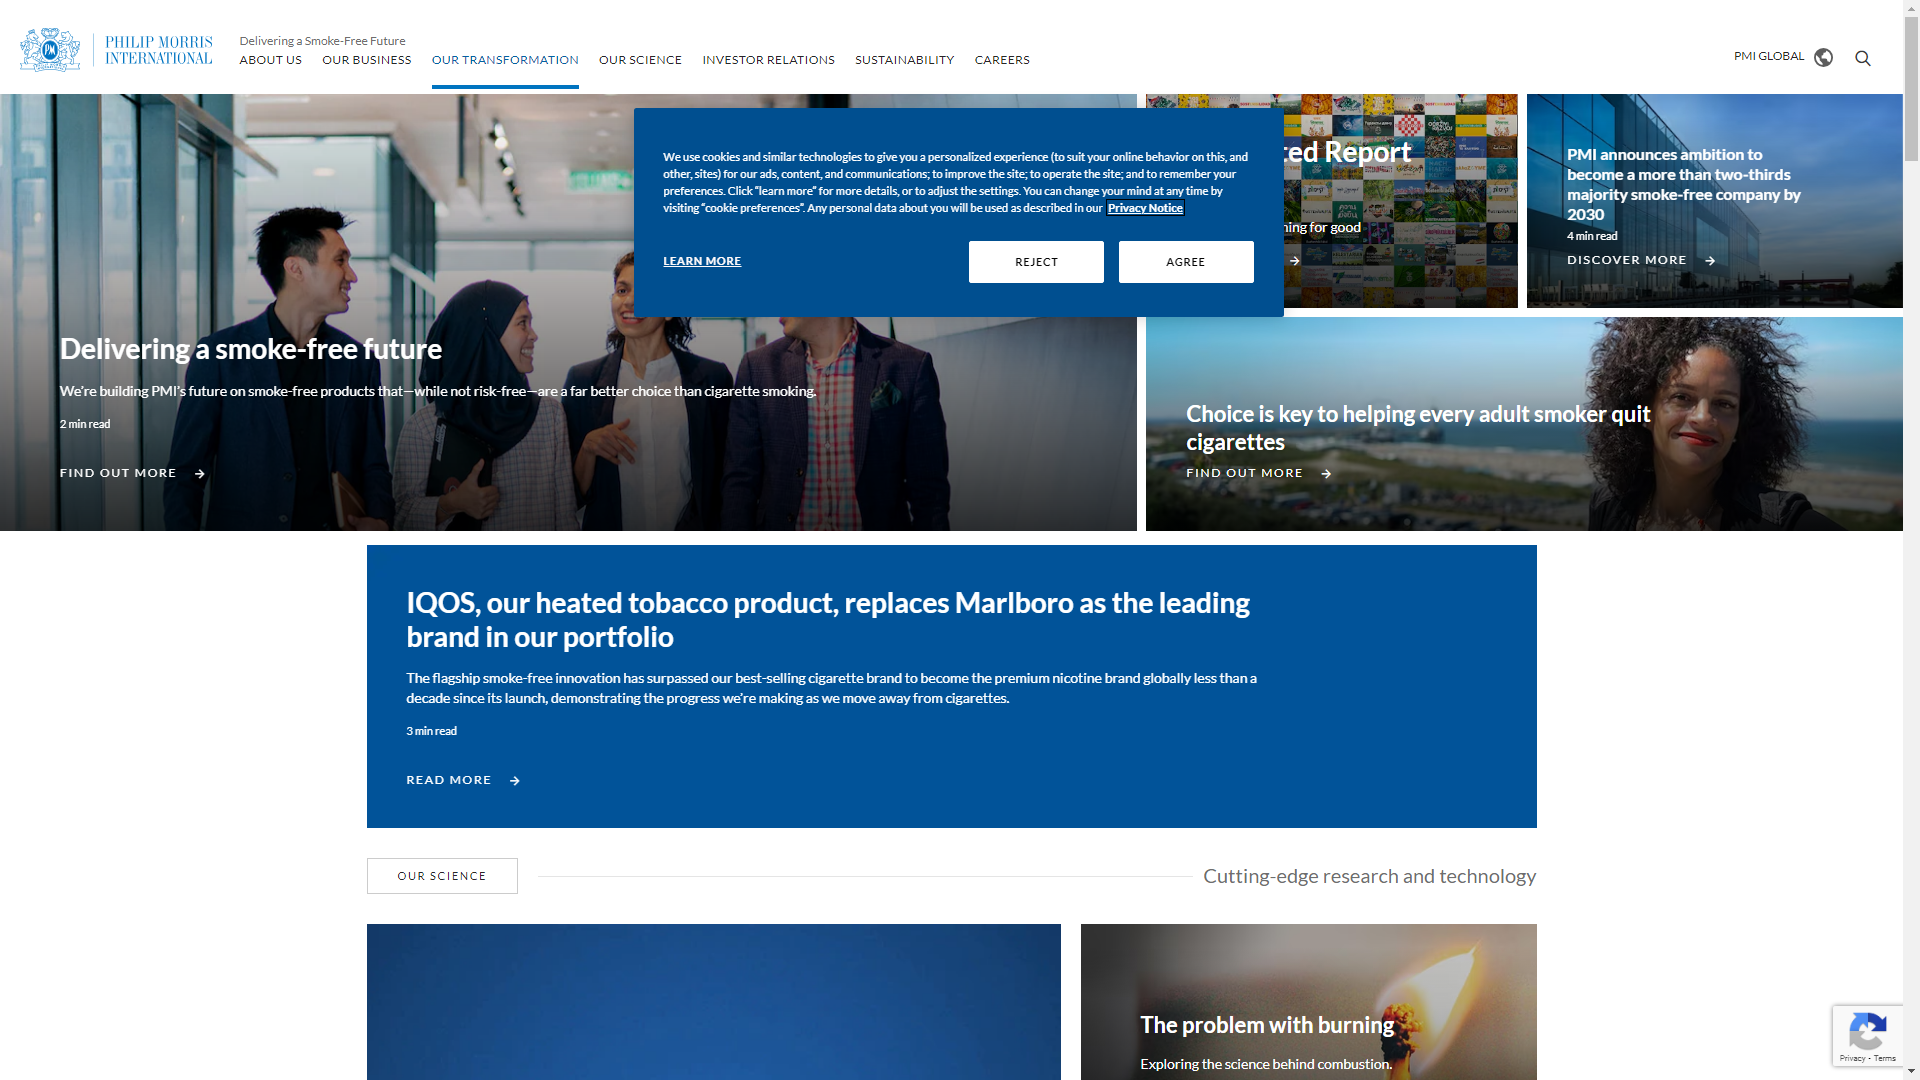 PHILIP MORRIS
INTERNATIONAL
Delivering a Smoke-Free Future
ABOUT US
OUR BUSINESS
OUR TRANSFORMATION
OUR SCIENCE
INVESTOR RELATIONS
SUSTAINABILITY
CAREERS
PMI GLOBAL
We use cookies and similar technologies to give you a personalized experience (to suit your online behavior on this, and
other, sites) for our ads, content, and communications; to improve the site; to operate the site; and to remember your
preferences. Click “learn more” for more details, or to adjust the settings. You can change your mind at any time by
visiting “cookie preferences”. Any personal data about you will be used as described in our Privacy Notice
LEARN MORE
REJECT
AGREE
Report
for good
PMI announces ambition to
become a more than two-thirds
majority smoke-free company by
2030
4 min read
DISCOVER MORE
Delivering a smoke-free future
We’re building PMI’s future on smoke-free products that—while not risk-free—are a far better choice than cigarette smoking.
2 min read
FIND OUT MORE
Choice is key to helping every adult smoker quit
cigarettes
FIND OUT MORE
IQOS, our heated tobacco product, replaces Marlboro as the leading
brand in our portfolio
The flagship smoke-free innovation has surpassed our best-selling cigarette brand to become the premium nicotine brand globally less than a
decade since its launch, demonstrating the progress we’re making as we move away from cigarettes.
3 min read
READ MORE
OUR SCIENCE
Cutting-edge research and technology
The problem with burning
Exploring the science behind combustion.
Privacy - Terms